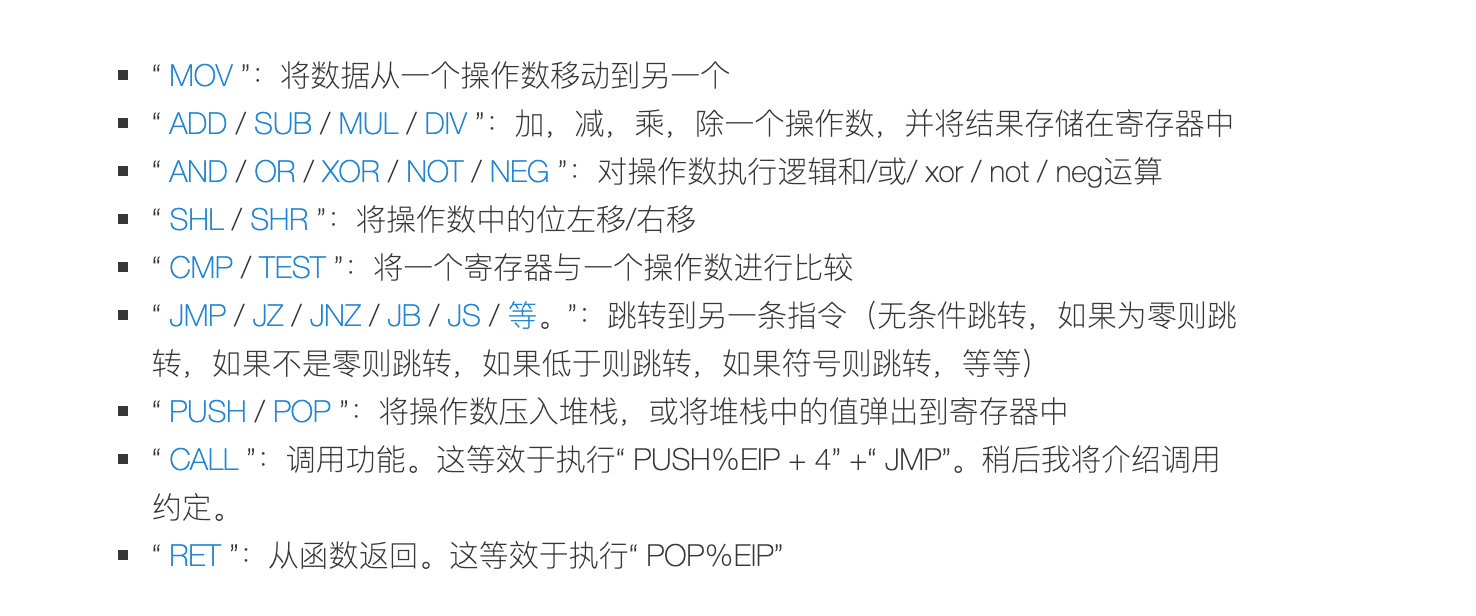 “ MOV ”：将数据从一个操作数移动到另一个
“ ADD / SUB / MUL / DIV ”：加，减，乘，除一个操作数，并将结果存储在寄存器中
“ AND / OR / XOR / NOT / NEG ”：对操作数执行逻辑和/或/ xor / not / neg运算
“ SHL / SHR ”：将操作数中的位左移/右移
“ CMP / TEST ”：将一个寄存器与一个操作数进行比较
“ JMP / JZ / JNZ / JB / JS / 等。”：跳转到另一条指令（无条件跳转，如果为零则跳
转，如果不是零则跳转，如果低于则跳转，如果符号则跳转，等等）
“ PUSH / POP ”：将操作数压入堆栈，或将堆栈中的值弹出到寄存器中
“ CALL ”：调用功能。这等效于执行“ PUSH％EIP + 4” +“ JMP”。稍后我将介绍调用
约定。
“ RET ”：从函数返回。这等效于执行“ POP％EIP”